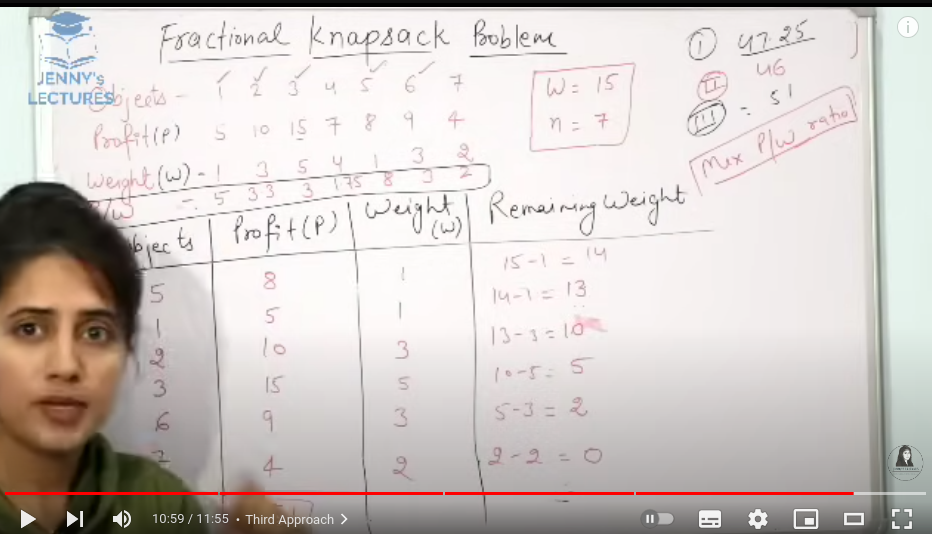 Fractional Knapsack Boblem
① 47.25
JENNY's
LECTURES
Objects - 1 2 3 4 5 6 7
W = 15
II 46
n = 7
III = 51
Profit(P) 5 10 15 7 8 9 4
Max P/W ratio
Weight(W) - 1 3 5 4 1 3 2
/W = 5 3.3 3 1.75 8 3 2
bjects Profit(P) Weight (W) Remaining Weight
5 8 1 15-1 = 14
1 5 1 14-1 = 13
2 10 3 13-3=10
3 15 5 10-5= 5
6 9 3 5-3 = 2
7 4 2 2-2 = 0
10:59 / 11:55 • Third Approach